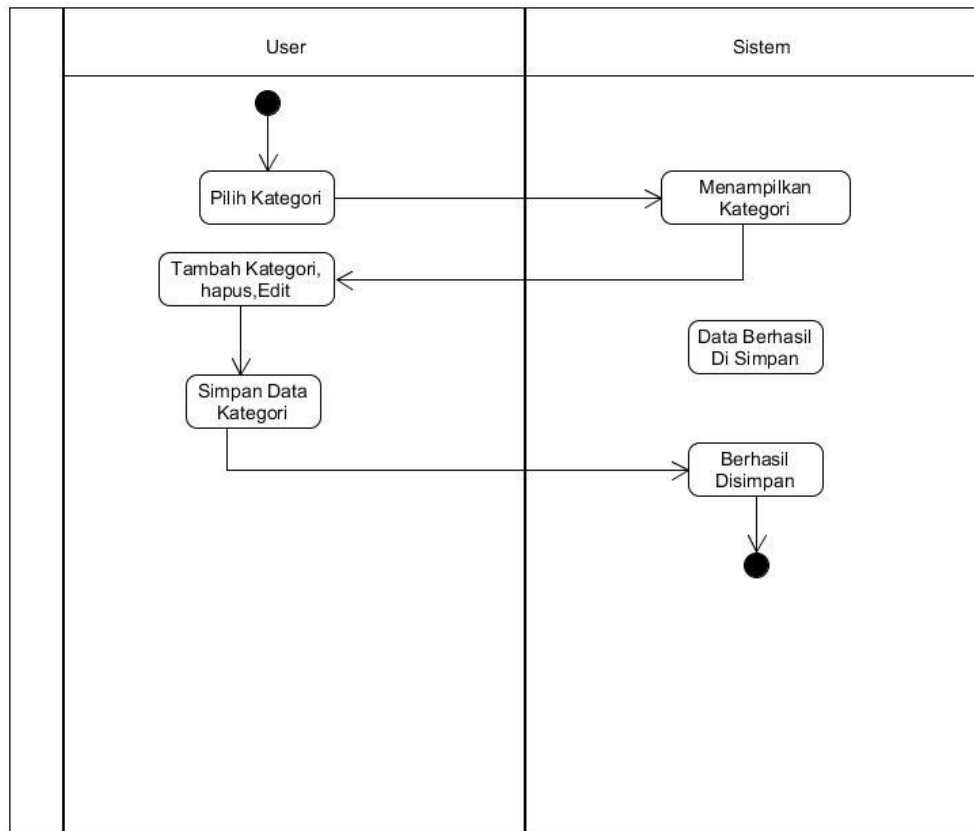 User
Sistem
Pilih Kategori
Menampilkan
Kategori
Tambah Kategori,
hapus,Edit
Data Berhasil
Di Simpan
Simpan Data
Kategori
Berhasil
Disimpan